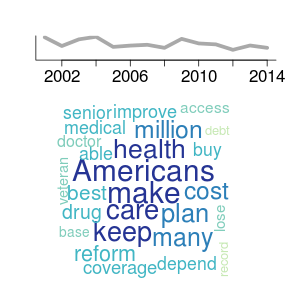 2002 2006 2010 2014
senior improve access
medical million debt
doctor able health buy
veteran Americans
best make cost
drug care plan lose
base keep many
reform record
coverage depend